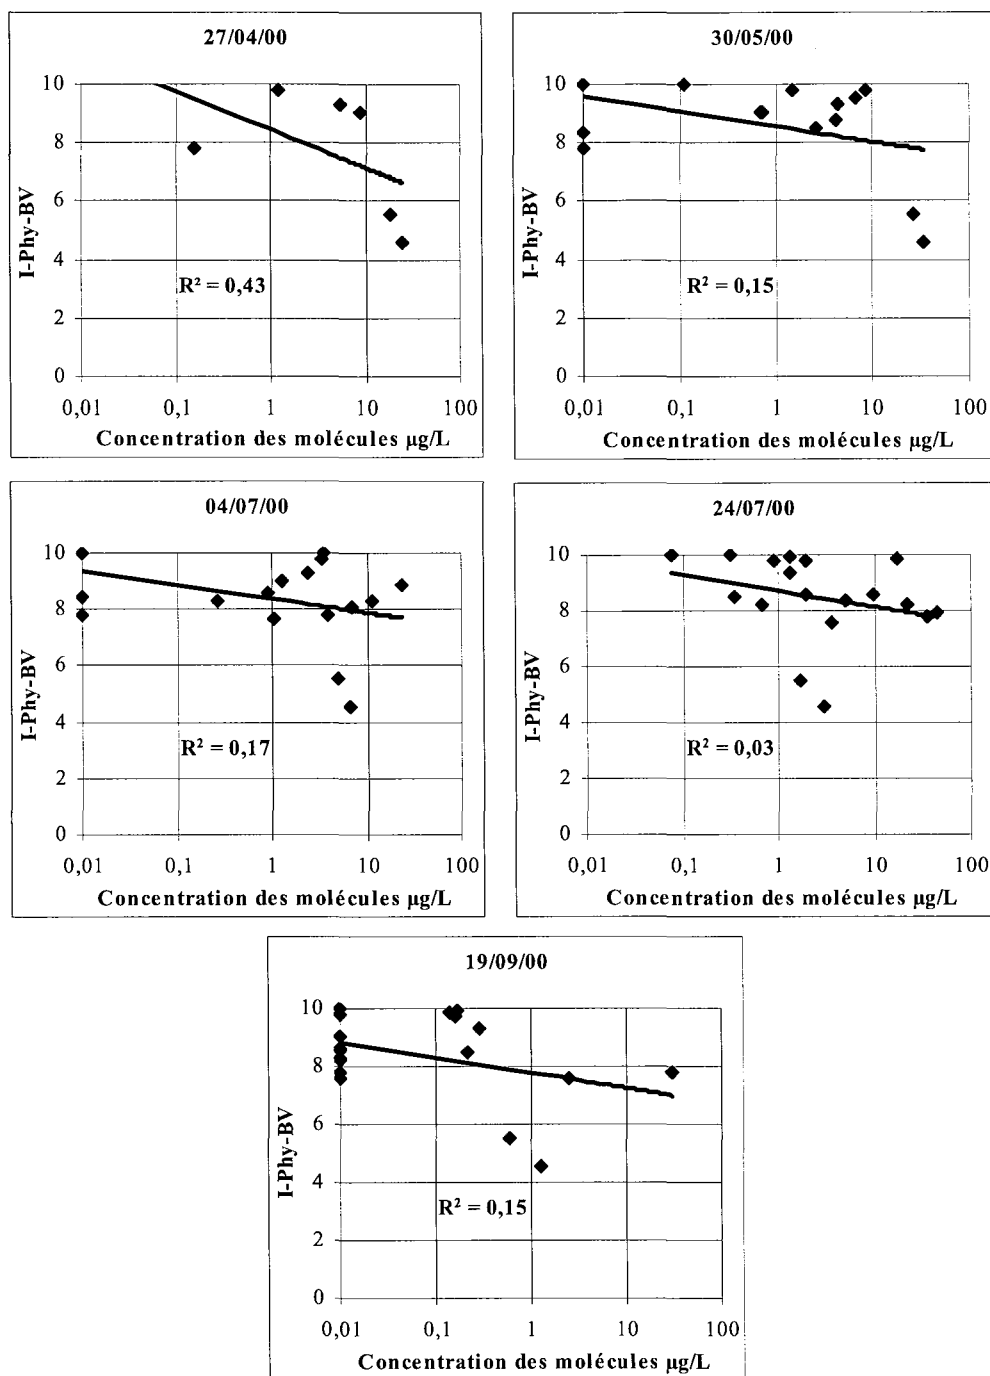 27/04/00
10
8
6
4
2
0
I-Phy-BV
R² = 0,43
0,01 0,1 1 10 100
Concentration des molécules µg/L
30/05/00
10
8
6
4
2
0
I-Phy-BV
R² = 0,15
0,01 0,1 1 10 100
Concentration des molécules µg/L
04/07/00
10
8
6
4
2
0
I-Phy-BV
R² = 0,17
0,01 0,1 1 10 100
Concentration des molécules µg/L
24/07/00
10
8
6
4
2
0
I-Phy-BV
R² = 0,03
0,01 0,1 1 10 100
Concentration des molécules µg/L
19/09/00
10
8
6
4
2
0
I-Phy-BV
R² = 0,15
0,01 0,1 1 10 100
Concentration des molécules µg/L